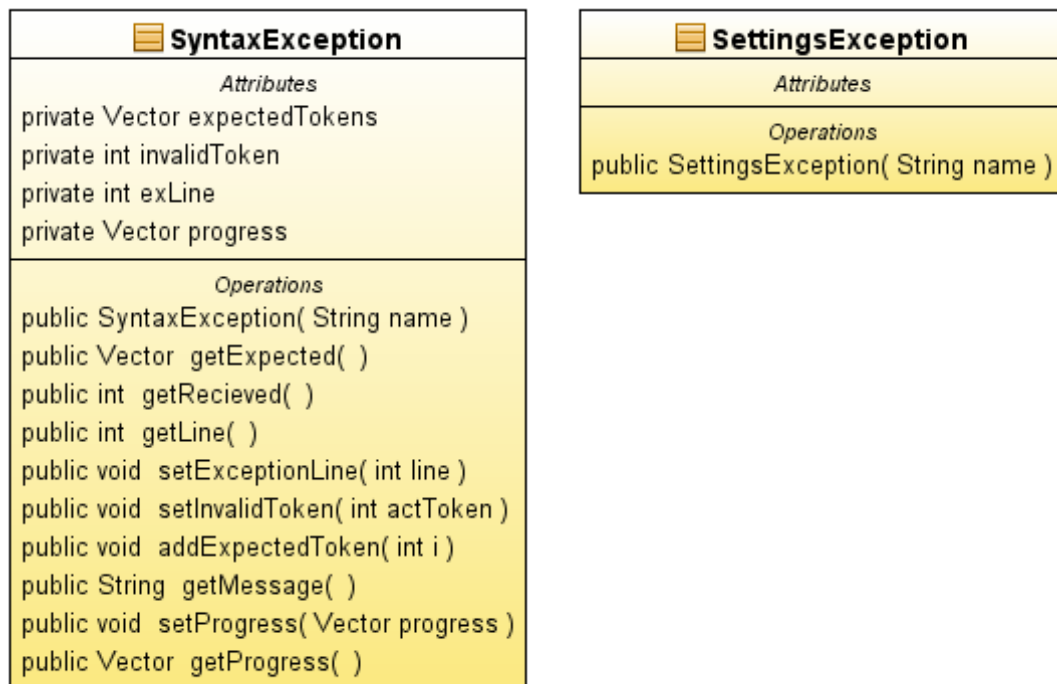 SyntaxException
Attributes
private Vector expectedTokens
private int invalidToken
private int exLine
private Vector progress
Operations
public SyntaxException( String name )
public Vector  getExpected(  )
public int  getRecieved(  )
public int  getLine(  )
public void  setExceptionLine( int line )
public void  setInvalidToken( int actToken )
public void  addExpectedToken( int i )
public String  getMessage(  )
public void  setProgress( Vector progress )
public Vector  getProgress(  )
SettingsException
Attributes
Operations
public SettingsException( String name )